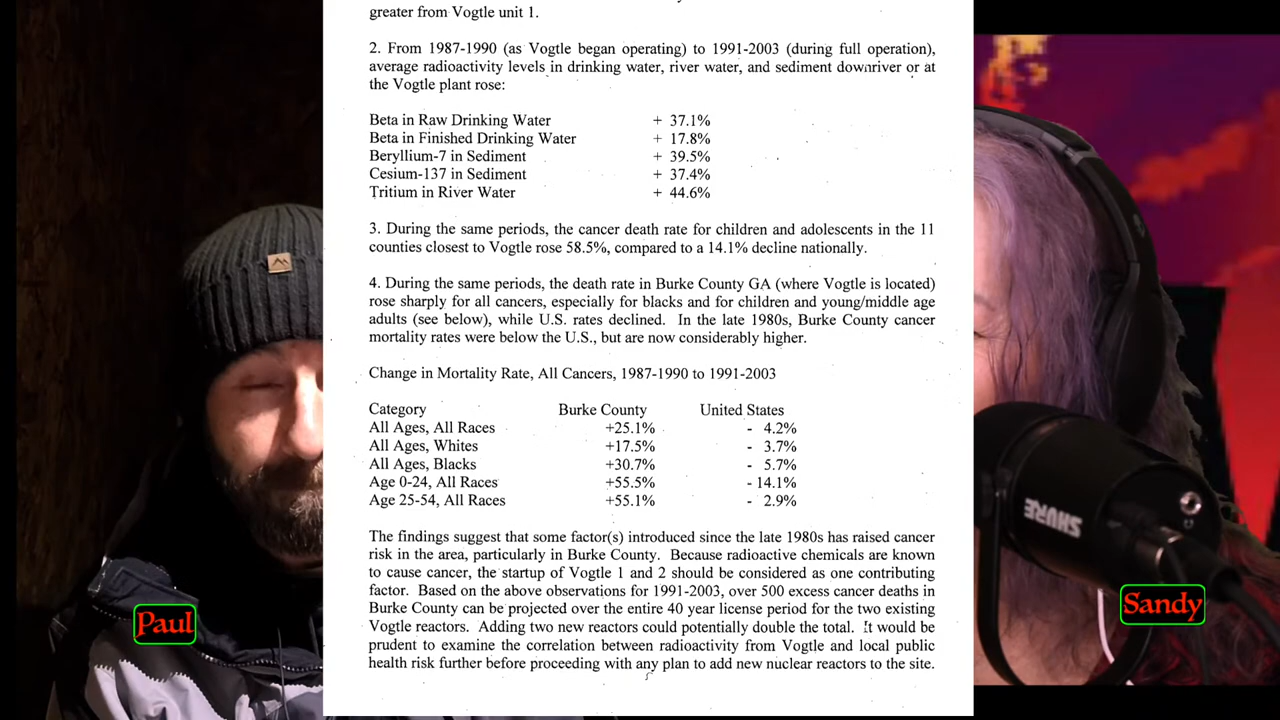 greater from Vogtle unit 1.
2. From 1987-1990 (as Vogtle began operating) to 1991-2003 (during full operation),
average radioactivity levels in drinking water, river water, and sediment downriver or at
the Vogtle plant rose:
Beta in Raw Drinking Water + 37.1%
Beta in Finished Drinking Water + 17.8%
Beryllium-7 in Sediment + 39.5%
Cesium-137 in Sediment + 37.4%
Tritium in River Water + 44.6%
3. During the same periods, the cancer death rate for children and adolescents in the 11
counties closest to Vogtle rose 58.5%, compared to a 14.1% decline nationally.
4. During the same periods, the death rate in Burke County GA (where Vogtle is located)
rose sharply for all cancers, especially for blacks and for children and young/middle age
adults (see below), while U.S. rates declined. In the late 1980s, Burke County cancer
mortality rates were below the U.S., but are now considerably higher.
Change in Mortality Rate, All Cancers, 1987-1990 to 1991-2003
Category Burke County United States
All Ages, All Races +25.1% - 4.2%
All Ages, Whites +17.5% - 3.7%
All Ages, Blacks +30.7% - 5.7%
Age 0-24, All Races +55.5% - 14.1%
Age 25-54, All Races +55.1% - 2.9%
The findings suggest that some factor(s) introduced since the late 1980s has raised cancer
risk in the area, particularly in Burke County. Because radioactive chemicals are known
to cause cancer, the startup of Vogtle 1 and 2 should be considered as one contributing
factor. Based on the above observations for 1991-2003, over 500 excess cancer deaths in
Burke County can be projected over the entire 40 year license period for the two existing
Vogtle reactors. Adding two new reactors could potentially double the total. It would be
prudent to examine the correlation between radioactivity from Vogtle and local public
health risk further before proceeding with any plan to add new nuclear reactors to the site.
Paul
Sandy
SHURE